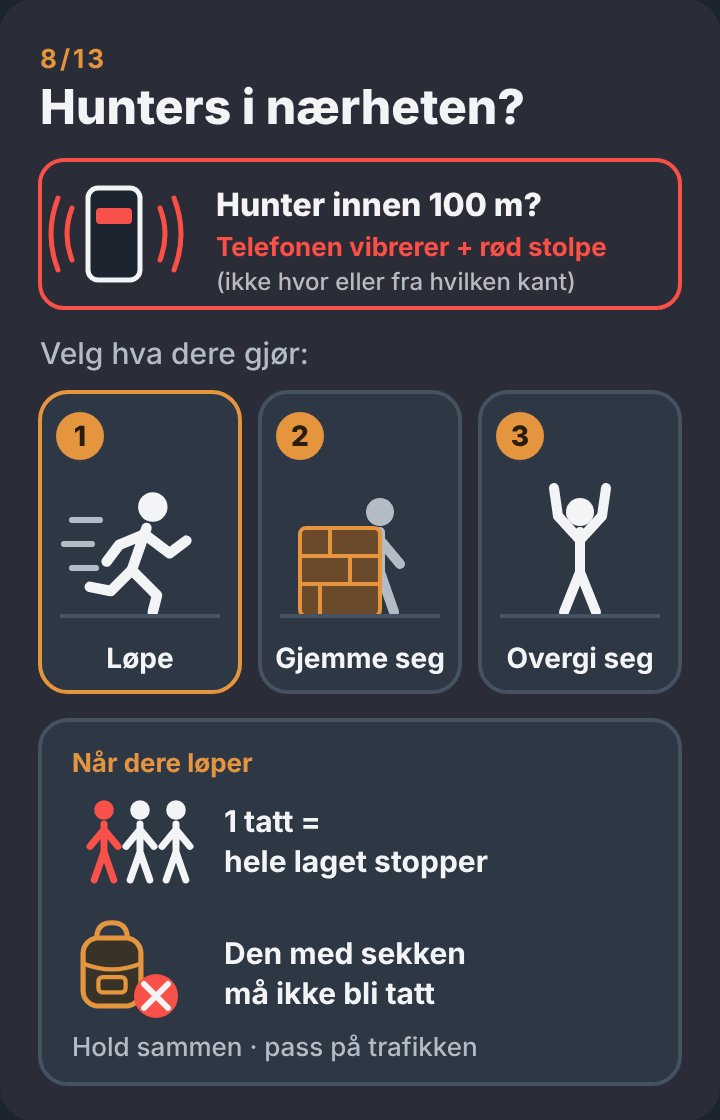 8/13
Hunters i nærheten?
Hunter innen 100 m?
Telefonen vibrerer + rød stolpe
(ikke hvor eller fra hvilken kant)
Velg hva dere gjør:
1
2
3
Løpe
Gjemme seg
Overgi seg
Når dere løper
1 tatt =
hele laget stopper
Den med sekken
må ikke bli tatt
Hold sammen · pass på trafikken